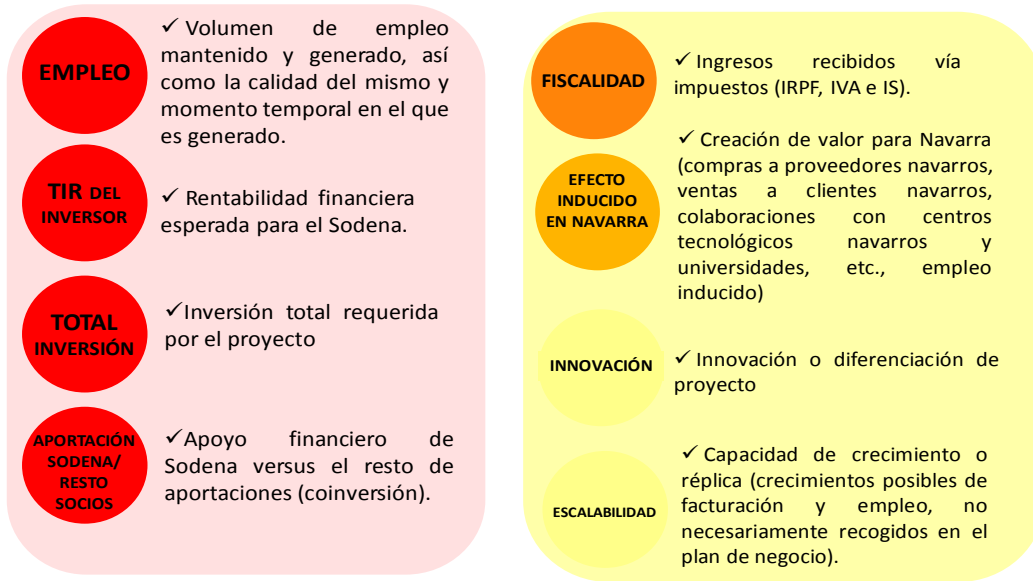 EMPLEO
✓ Volumen de empleo
mantenido y generado, así
como la calidad del mismo y
momento temporal en el que
es generado.
TIR DEL
INVERSOR
✓ Rentabilidad financiera
esperada para el Sodena.
TOTAL
INVERSIÓN
✓Inversión total requerida
por el proyecto
APORTACIÓN
SODENA/
RESTO
SOCIOS
✓Apoyo financiero de
Sodena versus el resto de
aportaciones (coinversión).
FISCALIDAD
✓ Ingresos recibidos vía
impuestos (IRPF, IVA e IS).
EFECTO
INDUCIDO
EN NAVARRA
✓ Creación de valor para Navarra
(compras a proveedores navarros,
ventas a clientes navarros,
colaboraciones con centros
tecnológicos navarros y
universidades, etc., empleo
inducido)
INNOVACIÓN
✓ Innovación o diferenciación de
proyecto
ESCALABILIDAD
✓ Capacidad de crecimiento o
réplica (crecimientos posibles de
facturación y empleo, no
necesariamente recogidos en el
plan de negocio).